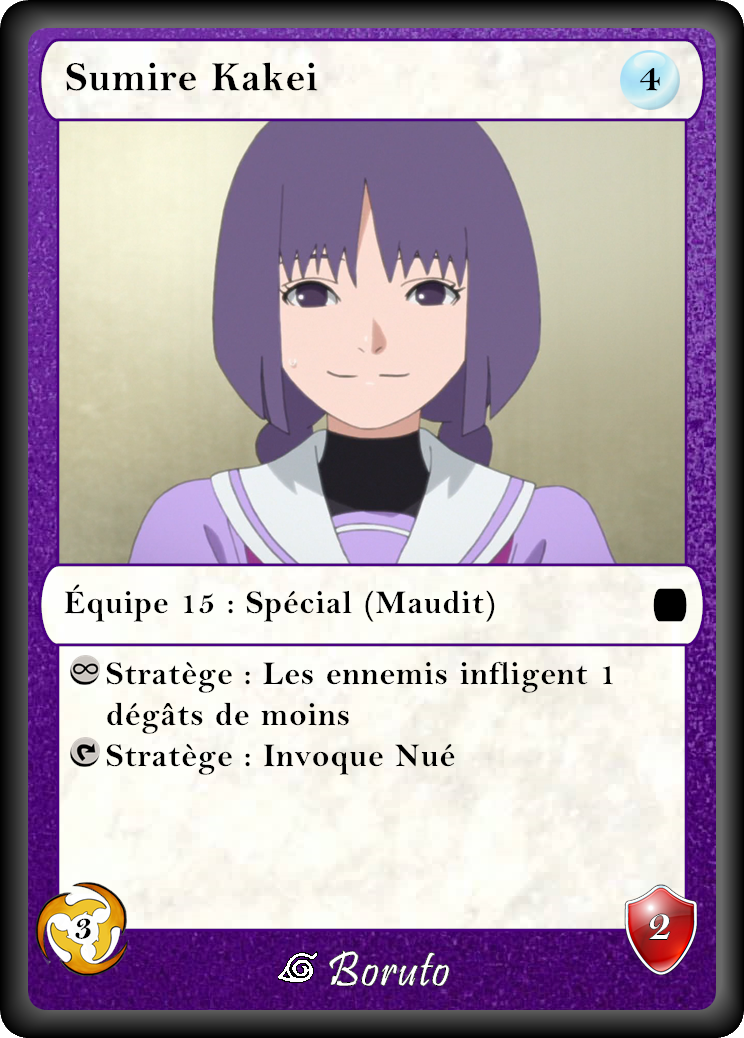 Sumire Kakei
4
Équipe 15 : Spécial (Maudit)
Stratège : Les ennemis infligent 1
dégâts de moins
Stratège : Invoque Nué
3
2
Boruto